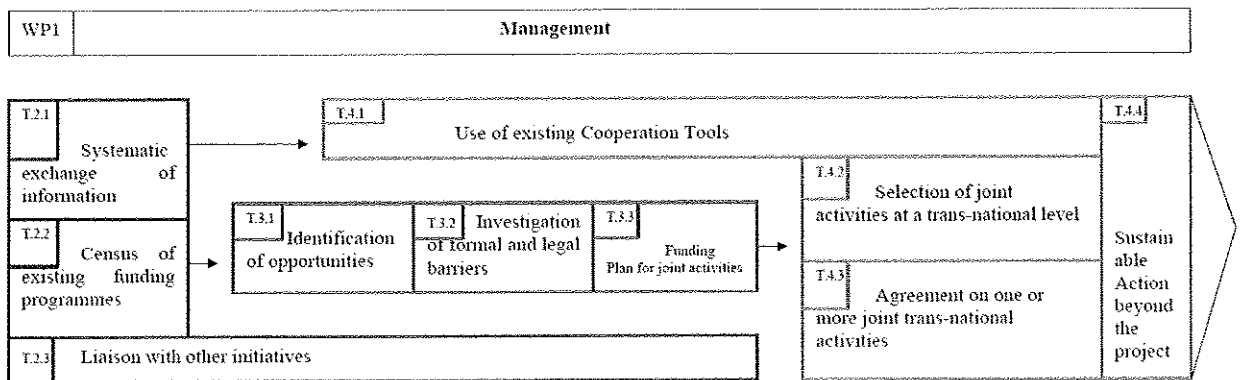 WP1
Management
T.2.1
Systematic
exchange of
information
T.2.2
Census of
existing funding
programmes
T.2.3
Liaison with other initiatives
T.3.1
Identification
of opportunities
T.3.2
Investigation
of formal and legal
barriers
T.3.3
Funding
Plan for joint activities
T.4.1
Use of existing Cooperation Tools
T.4.2
Selection of joint
activities at a trans-national level
T.4.3
Agreement on one or
more joint trans-national
activities
T.4.4
Sustain
able
Action
beyond
the
project